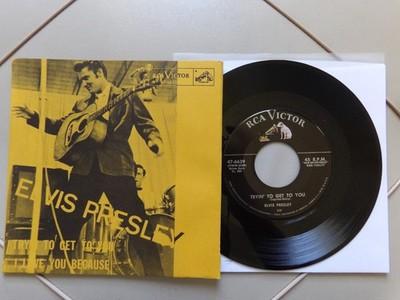 RCA VICTOR
ELVIS PRESLEY
TRYIN' TO GET TO YOU
I LOVE YOU BECAUSE
RCA VICTOR
47-6639
45 R.P.M.
TRYIN' TO GET TO YOU
ELVIS PRESLEY